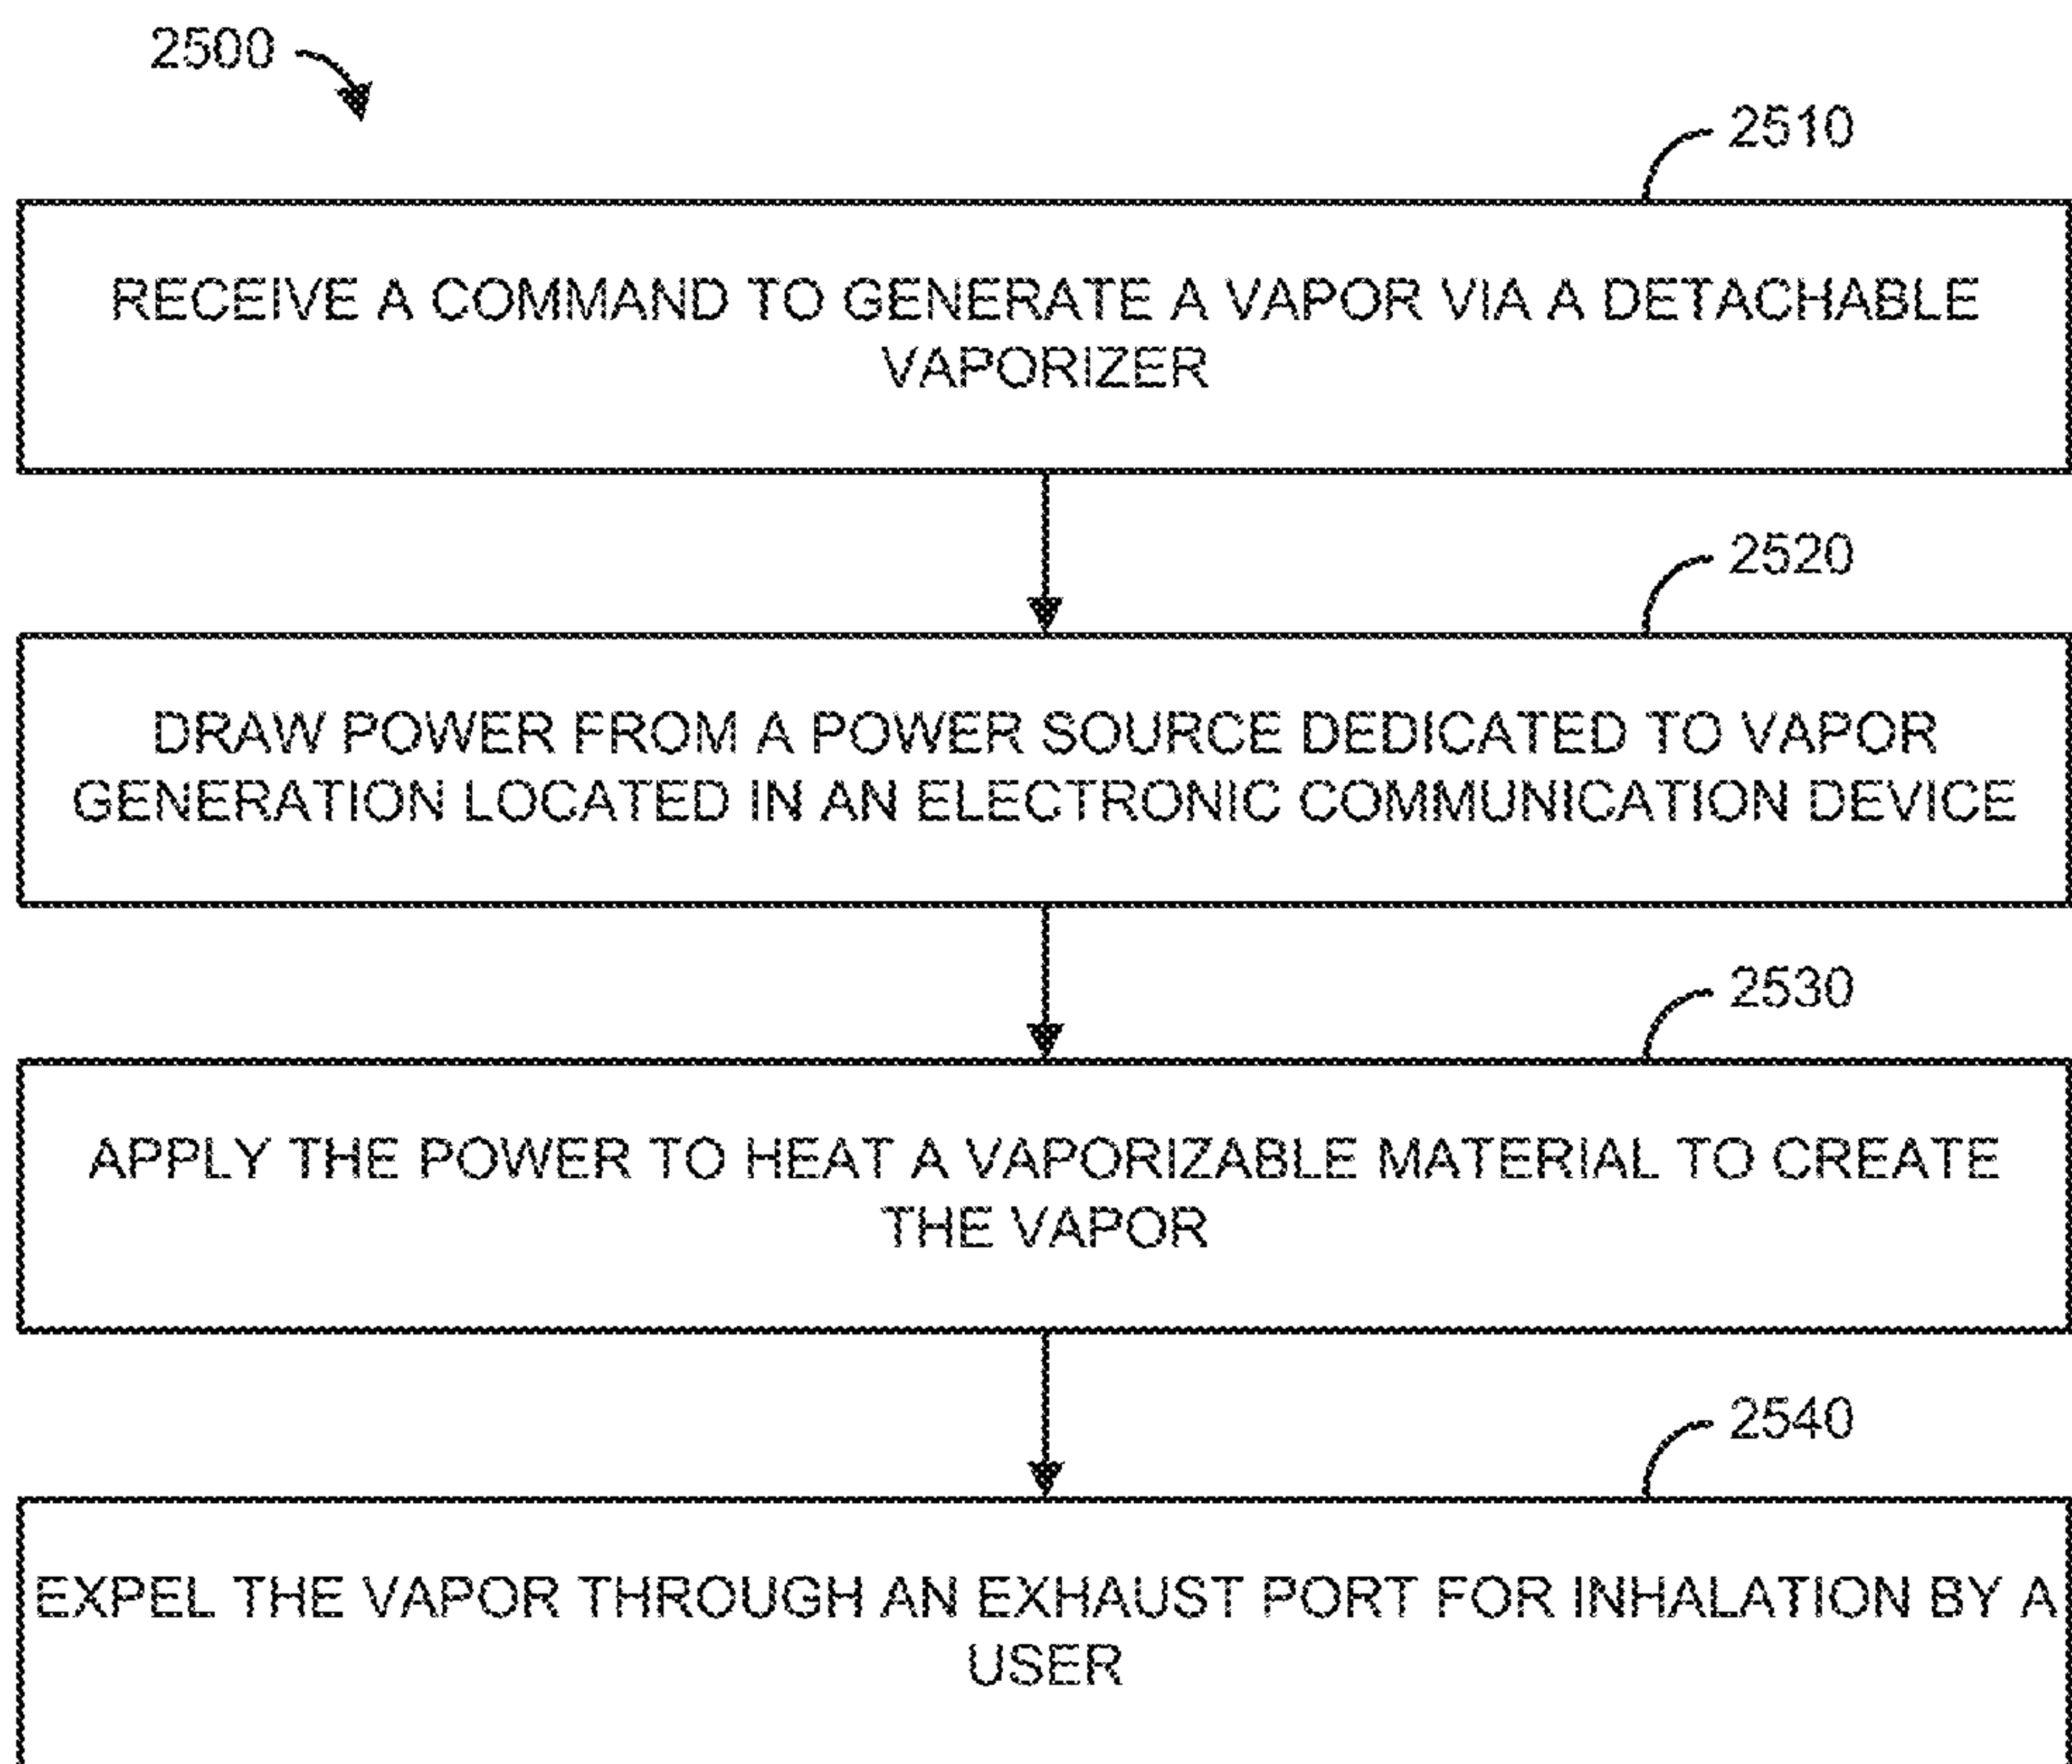 2500
2510
RECEIVE A COMMAND TO GENERATE A VAPOR VIA A DETACHABLE
VAPORIZER
2520
DRAW POWER FROM A POWER SOURCE DEDICATED TO VAPOR
GENERATION LOCATED IN AN ELECTRONIC COMMUNICATION DEVICE
2530
APPLY THE POWER TO HEAT A VAPORIZABLE MATERIAL TO CREATE
THE VAPOR
2540
EXPEL THE VAPOR THROUGH AN EXHAUST PORT FOR INHALATION BY A
USER